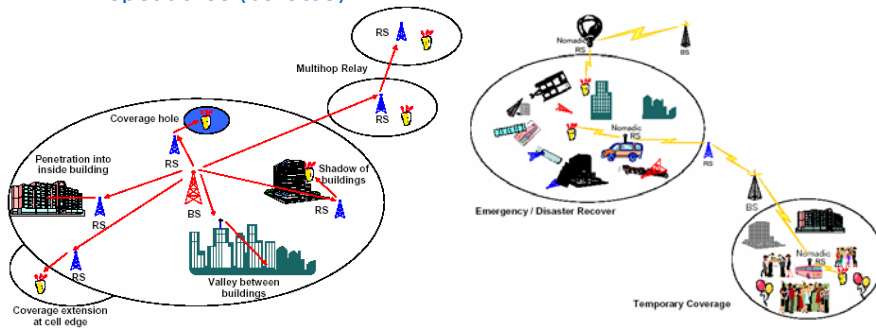 RS
Multihop Relay
RS
Coverage hole
RS
Penetration into
inside building
RS
BS
Shadow of
buildings
RS
RS
Valley between
buildings
Coverage extension
at cell edge
Nomadic
RS
BS
Nomadic
RS
RS
Emergency / Disaster Recover
BS
Nomadic
RS
Temporary Coverage